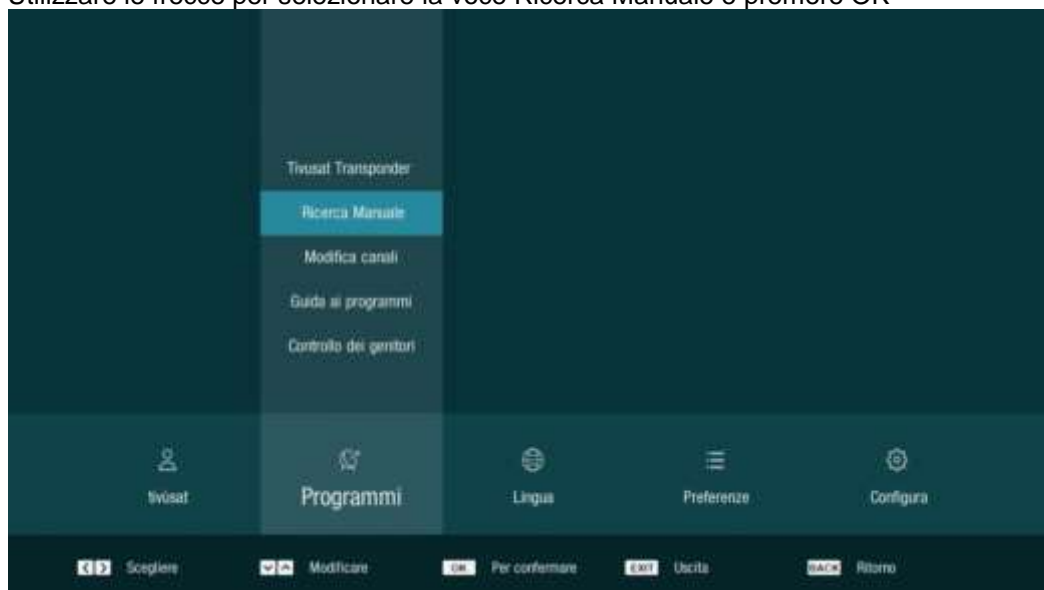 Utilizzare le frecce per selezionare la voce Ricerca Manuale e premere OK
Tivusat Transponder
Ricerca Manuale
Modifica canali
Guida ai programmi
Controllo dei genitori
tivùsat Programmi Lingua Preferenze Configura
Scegliere Modificare OK Per confermare EXIT Uscita BACK Ritorno